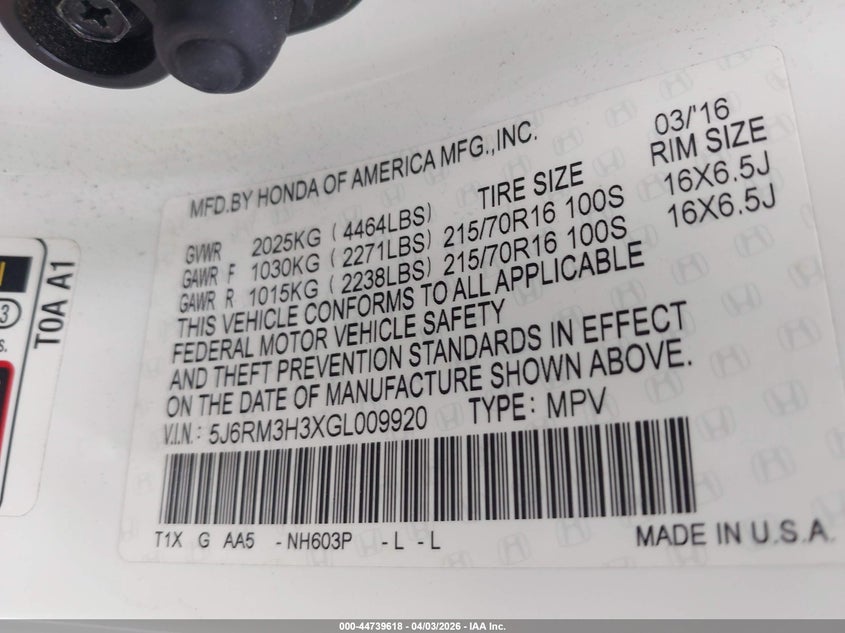 MFD.BY HONDA OF AMERICA MFG.,INC. 03/'16
TIRE SIZE RIM SIZE
GVWR 2025KG (4464LBS)
GAWR F 1030KG (2271LBS) 215/70R16 100S 16X6.5J
GAWR R 1015KG (2238LBS) 215/70R16 100S 16X6.5J
THIS VEHICLE CONFORMS TO ALL APPLICABLE
FEDERAL MOTOR VEHICLE SAFETY
AND THEFT PREVENTION STANDARDS IN EFFECT
ON THE DATE OF MANUFACTURE SHOWN ABOVE.
V.I.N.: 5J6RM3H3XGL009920 TYPE: MPV
T1X G AA5 -NH603P -L -L
MADE IN U.S.A.
T0A A1
000-44739618 - 04/03/2026 - IAA Inc.